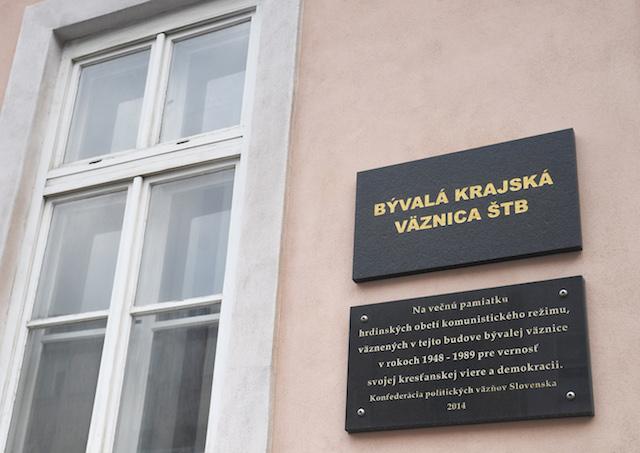 BÝVALÁ KRAJSKÁ
VÄZNICA ŠTB
Na večnú pamiatku
hrdinských obetí komunistického režimu,
väznených v tejto budove bývalej väznice
v rokoch 1948 - 1989 pre vernosť
svojej kresťanskej viere a demokracii.
Konfederácia politických väzňov Slovenska
2014